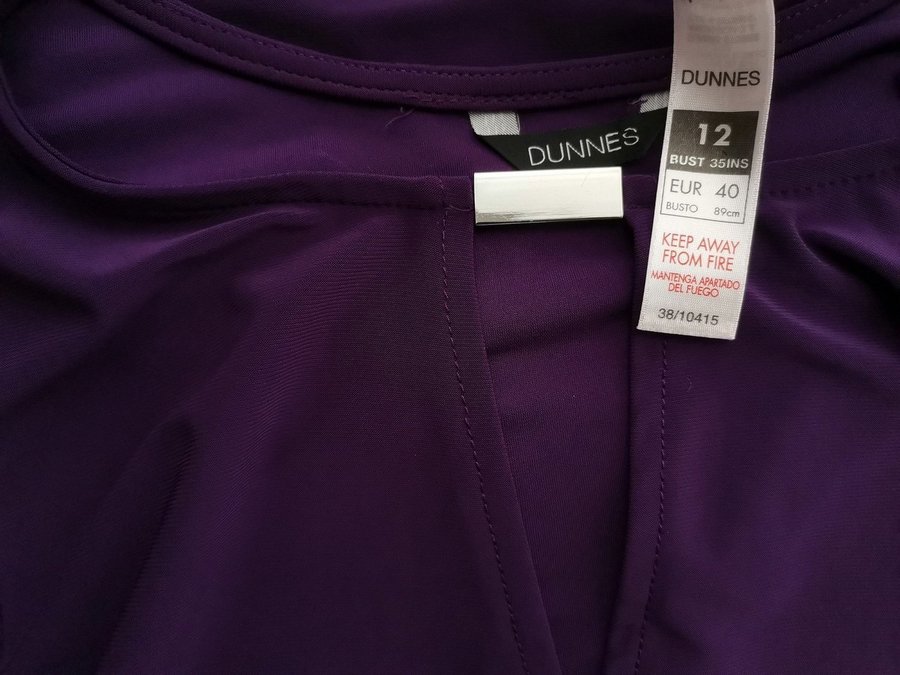 DUNNES
DUNNES
12
BUST 35INS
EUR 40
BUSTO 89cm
KEEP AWAY
FROM FIRE
MANTENGA APARTADO
DEL FUEGO
38/10415